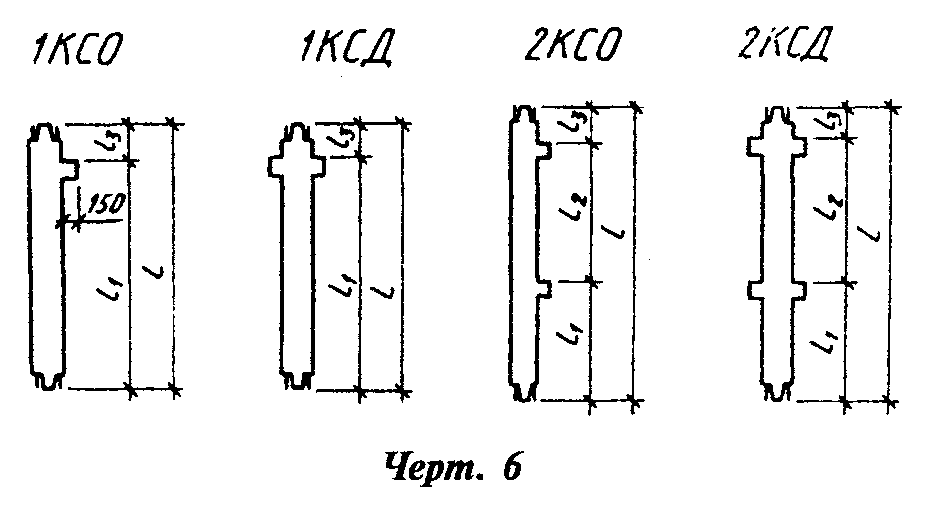 1КСО 1КСД 2КСО 2КСД
l3 l3 l3 l3
150
l2 l2
l1 L l1 L L L
l1 l1
Черт. 6